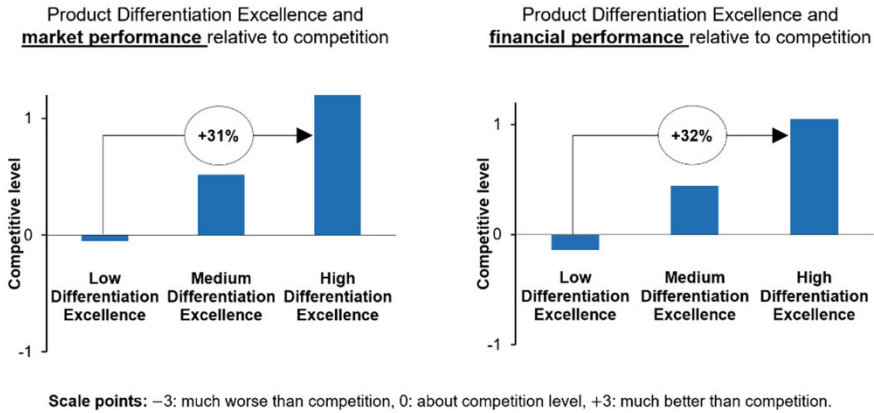 Product Differentiation Excellence and
market performance relative to competition
1
0
-1
Competitive level
+31%
Low
Differentiation
Excellence
Medium
Differentiation
Excellence
High
Differentiation
Excellence
Product Differentiation Excellence and
financial performance relative to competition
1
0
-1
Competitive level
+32%
Low
Differentiation
Excellence
Medium
Differentiation
Excellence
High
Differentiation
Excellence
Scale points: −3: much worse than competition, 0: about competition level, +3: much better than competition.